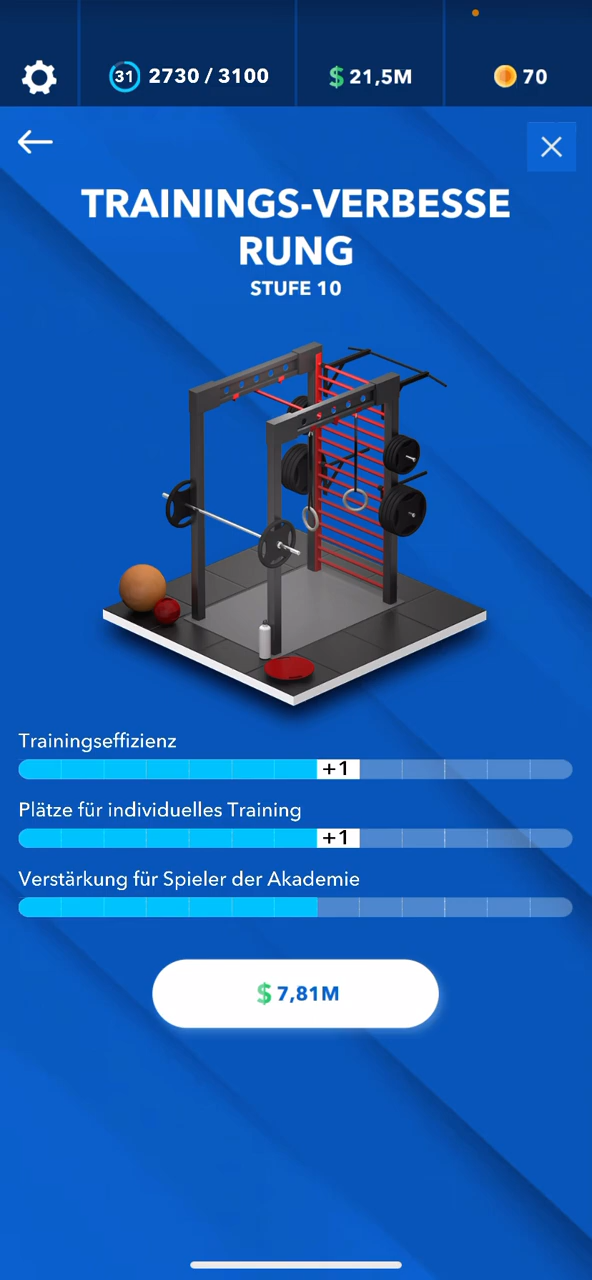 31 2730 / 3100 $ 21,5M 70
TRAININGS-VERBESSE
RUNG
STUFE 10
Trainingseffizienz
+1
Plätze für individuelles Training
+1
Verstärkung für Spieler der Akademie
$ 7,81M